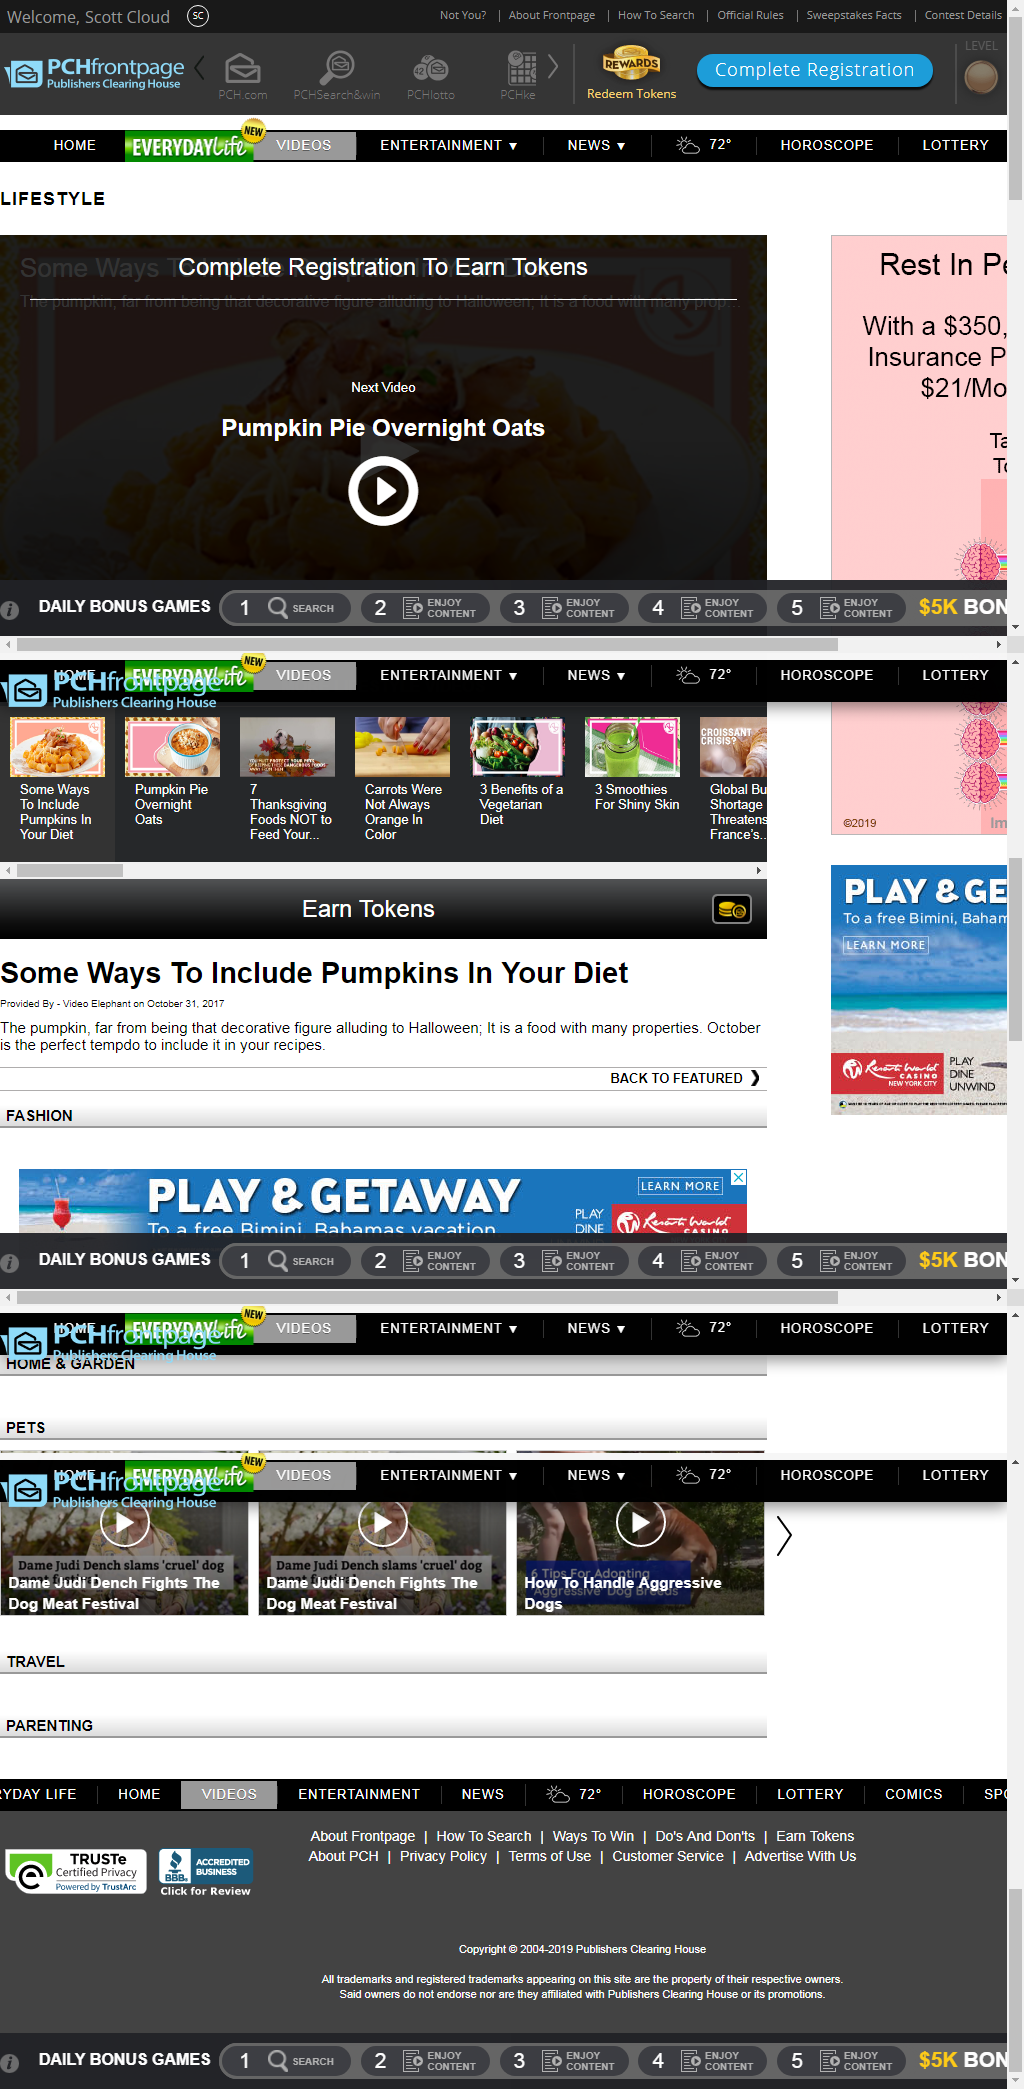 Welcome, Scott Cloud SC Not You? | About Frontpage | How To Search | Official Rules | Sweepstakes Facts | Contest Details
PCHfrontpage
Publishers Clearing House
PCH.com PCHSearch&win PCHlotto PCHke
REWARDS
Redeem Tokens
Complete Registration
LEVEL
HOME EVERYDAYLife NEW VIDEOS ENTERTAINMENT ▼ NEWS ▼ 72° HOROSCOPE LOTTERY
LIFESTYLE
Complete Registration To Earn Tokens
The pumpkin, far from being that decorative figure alluding to Halloween; It is a food with many prop...
Next Video
Pumpkin Pie Overnight Oats
Rest In Pe
With a $350,
Insurance P
$21/Mo
Ta
To
DAILY BONUS GAMES 1 SEARCH 2 ENJOY CONTENT 3 ENJOY CONTENT 4 ENJOY CONTENT 5 ENJOY CONTENT $5K BON
HOME EVERYDAYLife NEW VIDEOS ENTERTAINMENT ▼ NEWS ▼ 72° HOROSCOPE LOTTERY
PCHfrontpage
Publishers Clearing House
Some Ways To Include Pumpkins In Your Diet
Pumpkin Pie Overnight Oats
7 Thanksgiving Foods NOT to Feed Your...
Carrots Were Not Always Orange In Color
3 Benefits of a Vegetarian Diet
3 Smoothies For Shiny Skin
CROISSANT CRISIS?
Global Bu
Shortage
Threatens
France's..
©2019 Im
Earn Tokens
Some Ways To Include Pumpkins In Your Diet
Provided By - Video Elephant on October 31, 2017
The pumpkin, far from being that decorative figure alluding to Halloween; It is a food with many properties. October
is the perfect tempdo to include it in your recipes.
BACK TO FEATURED
FASHION
PLAY & GE
To a free Bimini, Baham
LEARN MORE
Resorts World
CASINO
NEW YORK CITY
PLAY
DINE
UNWIND
PLAY & GETAWAY
To a free Bimini, Bahamas vacation
LEARN MORE
PLAY
DINE
Resorts World
CASINO
DAILY BONUS GAMES 1 SEARCH 2 ENJOY CONTENT 3 ENJOY CONTENT 4 ENJOY CONTENT 5 ENJOY CONTENT $5K BON
HOME EVERYDAYLife NEW VIDEOS ENTERTAINMENT ▼ NEWS ▼ 72° HOROSCOPE LOTTERY
PCHfrontpage
Publishers Clearing House
HOME & GARDEN
PETS
HOME EVERYDAYLife NEW VIDEOS ENTERTAINMENT ▼ NEWS ▼ 72° HOROSCOPE LOTTERY
PCHfrontpage
Publishers Clearing House
Dame Judi Dench slams 'cruel' dog
Dame Judi Dench Fights The
Dog Meat Festival
Dame Judi Dench slams 'cruel' dog
Dame Judi Dench Fights The
Dog Meat Festival
6 Tips For Adopting
Aggressive Dog Breeds
How To Handle Aggressive
Dogs
TRAVEL
PARENTING
RYDAY LIFE HOME VIDEOS ENTERTAINMENT NEWS 72° HOROSCOPE LOTTERY COMICS SPO
About Frontpage | How To Search | Ways To Win | Do's And Don'ts | Earn Tokens
About PCH | Privacy Policy | Terms of Use | Customer Service | Advertise With Us
TRUSTe
Certified Privacy
Powered by TrustArc
BBB.
ACCREDITED
BUSINESS
Click for Review
Copyright © 2004-2019 Publishers Clearing House
All trademarks and registered trademarks appearing on this site are the property of their respective owners.
Said owners do not endorse nor are they affiliated with Publishers Clearing House or its promotions.
DAILY BONUS GAMES 1 SEARCH 2 ENJOY CONTENT 3 ENJOY CONTENT 4 ENJOY CONTENT 5 ENJOY CONTENT $5K BON